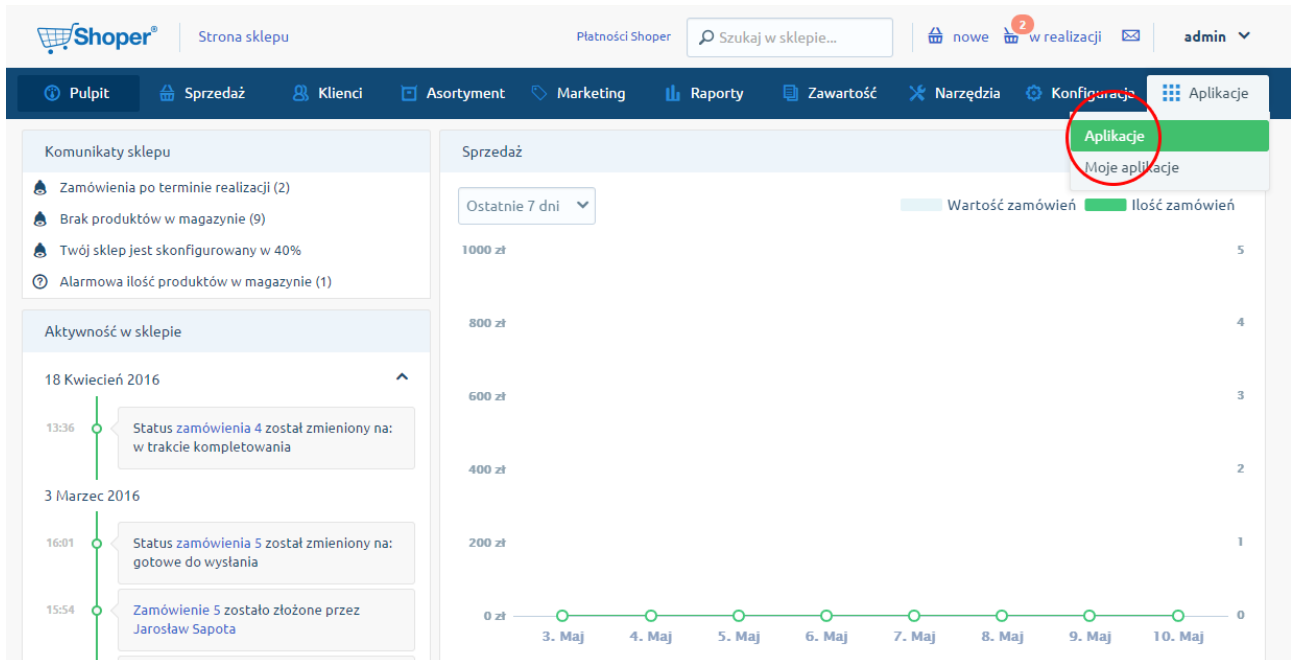 Shoper®
Strona sklepu
Płatności Shoper
Szukaj w sklepie...
nowe
2
w realizacji
admin
Pulpit
Sprzedaż
Klienci
Asortyment
Marketing
Raporty
Zawartość
Narzędzia
Konfiguracja
Aplikacje
Aplikacje
Moje aplikacje
Komunikaty sklepu
Zamówienia po terminie realizacji (2)
Brak produktów w magazynie (9)
Twój sklep jest skonfigurowany w 40%
Alarmowa ilość produktów w magazynie (1)
Aktywność w sklepie
18 Kwiecień 2016
13:36
Status zamówienia 4 został zmieniony na:
w trakcie kompletowania
3 Marzec 2016
16:01
Status zamówienia 5 został zmieniony na:
gotowe do wysłania
15:54
Zamówienie 5 zostało złożone przez
Jarosław Sapota
Sprzedaż
Ostatnie 7 dni
Wartość zamówień
Ilość zamówień
1000 zł
5
800 zł
4
600 zł
3
400 zł
2
200 zł
1
0 zł
0
3. Maj
4. Maj
5. Maj
6. Maj
7. Maj
8. Maj
9. Maj
10. Maj